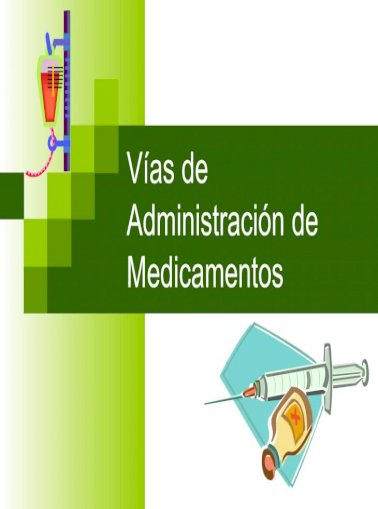 Vías de
Administración de
Medicamentos